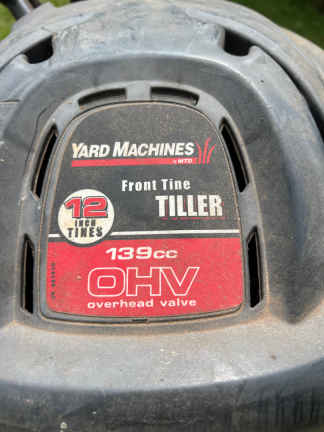 YARD MACHINES
by MTD
Front Tine
TILLER
12
INCH
TINES
139cc
OHV
overhead valve